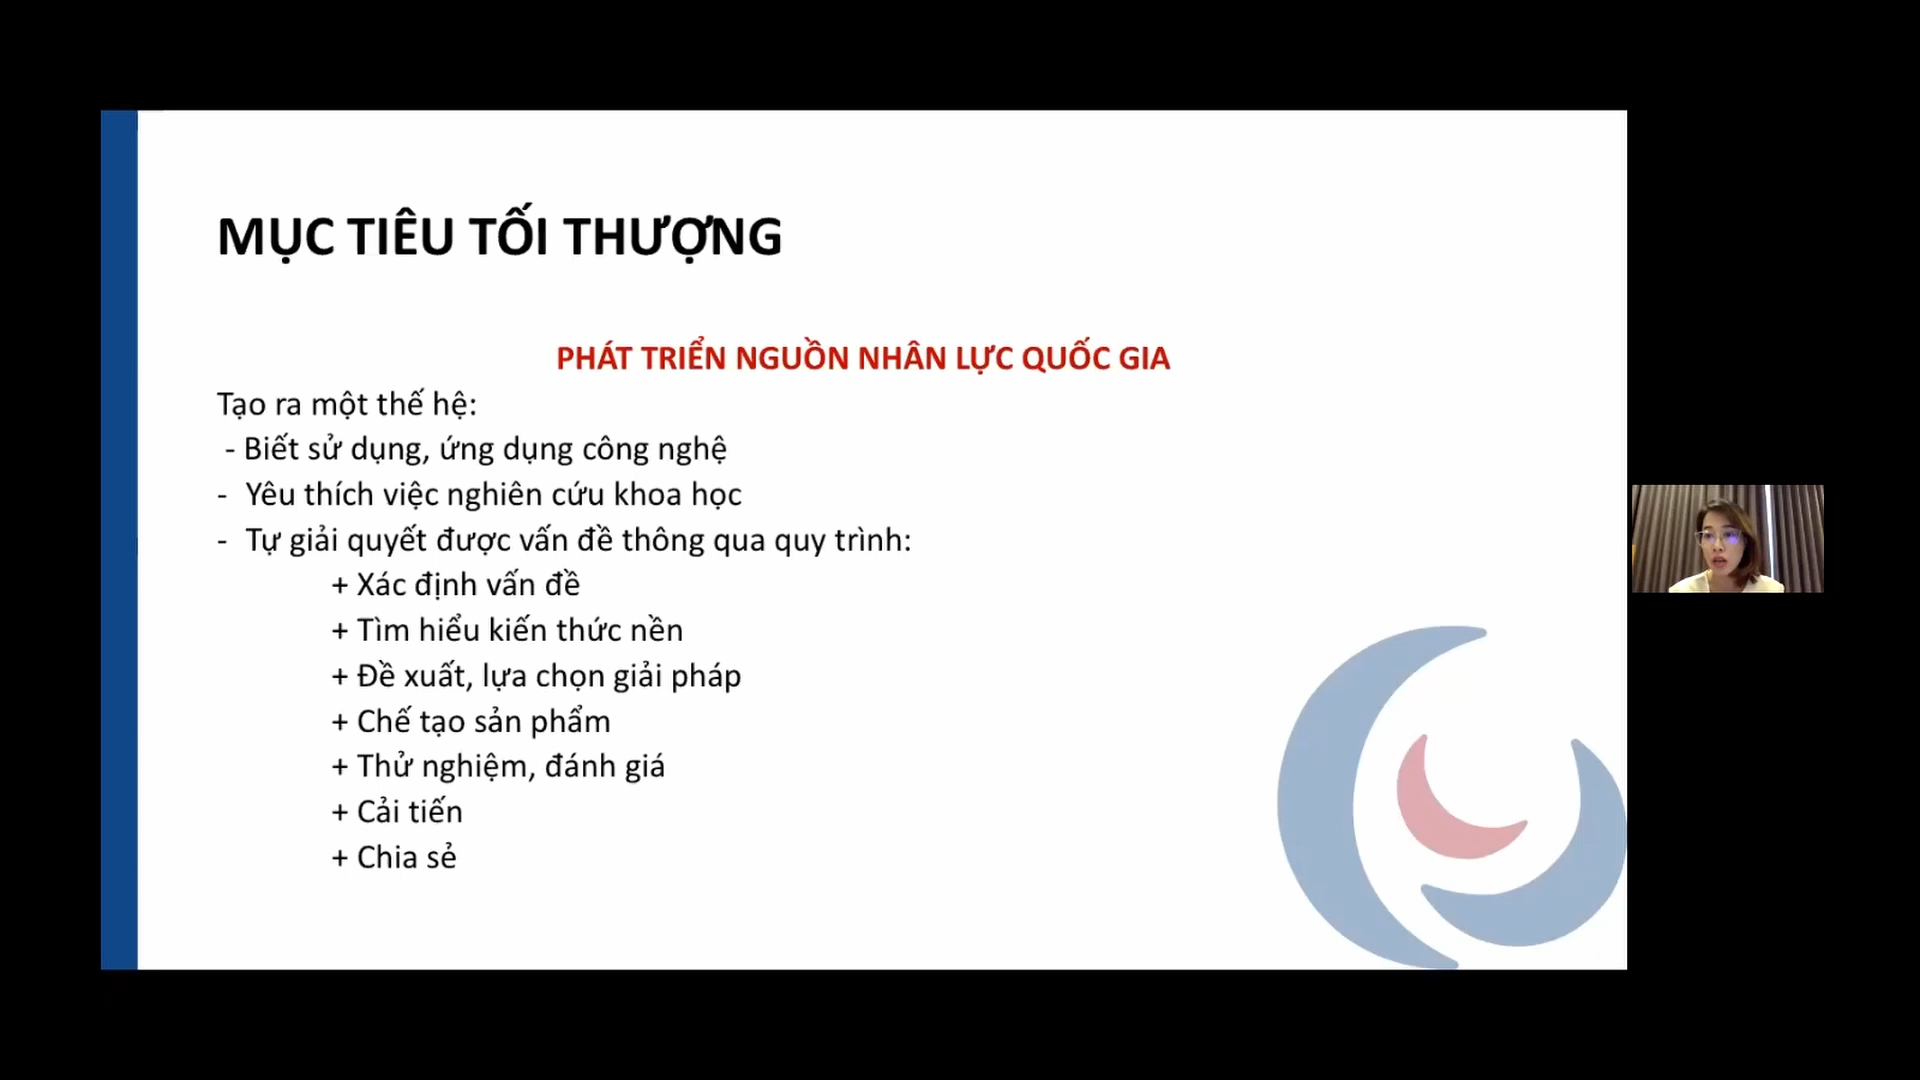 MỤC TIÊU TỐI THƯỢNG
PHÁT TRIỂN NGUỒN NHÂN LỰC QUỐC GIA
Tạo ra một thế hệ:
- Biết sử dụng, ứng dụng công nghệ
- Yêu thích việc nghiên cứu khoa học
- Tự giải quyết được vấn đề thông qua quy trình:
+ Xác định vấn đề
+ Tìm hiểu kiến thức nền
+ Đề xuất, lựa chọn giải pháp
+ Chế tạo sản phẩm
+ Thử nghiệm, đánh giá
+ Cải tiến
+ Chia sẻ